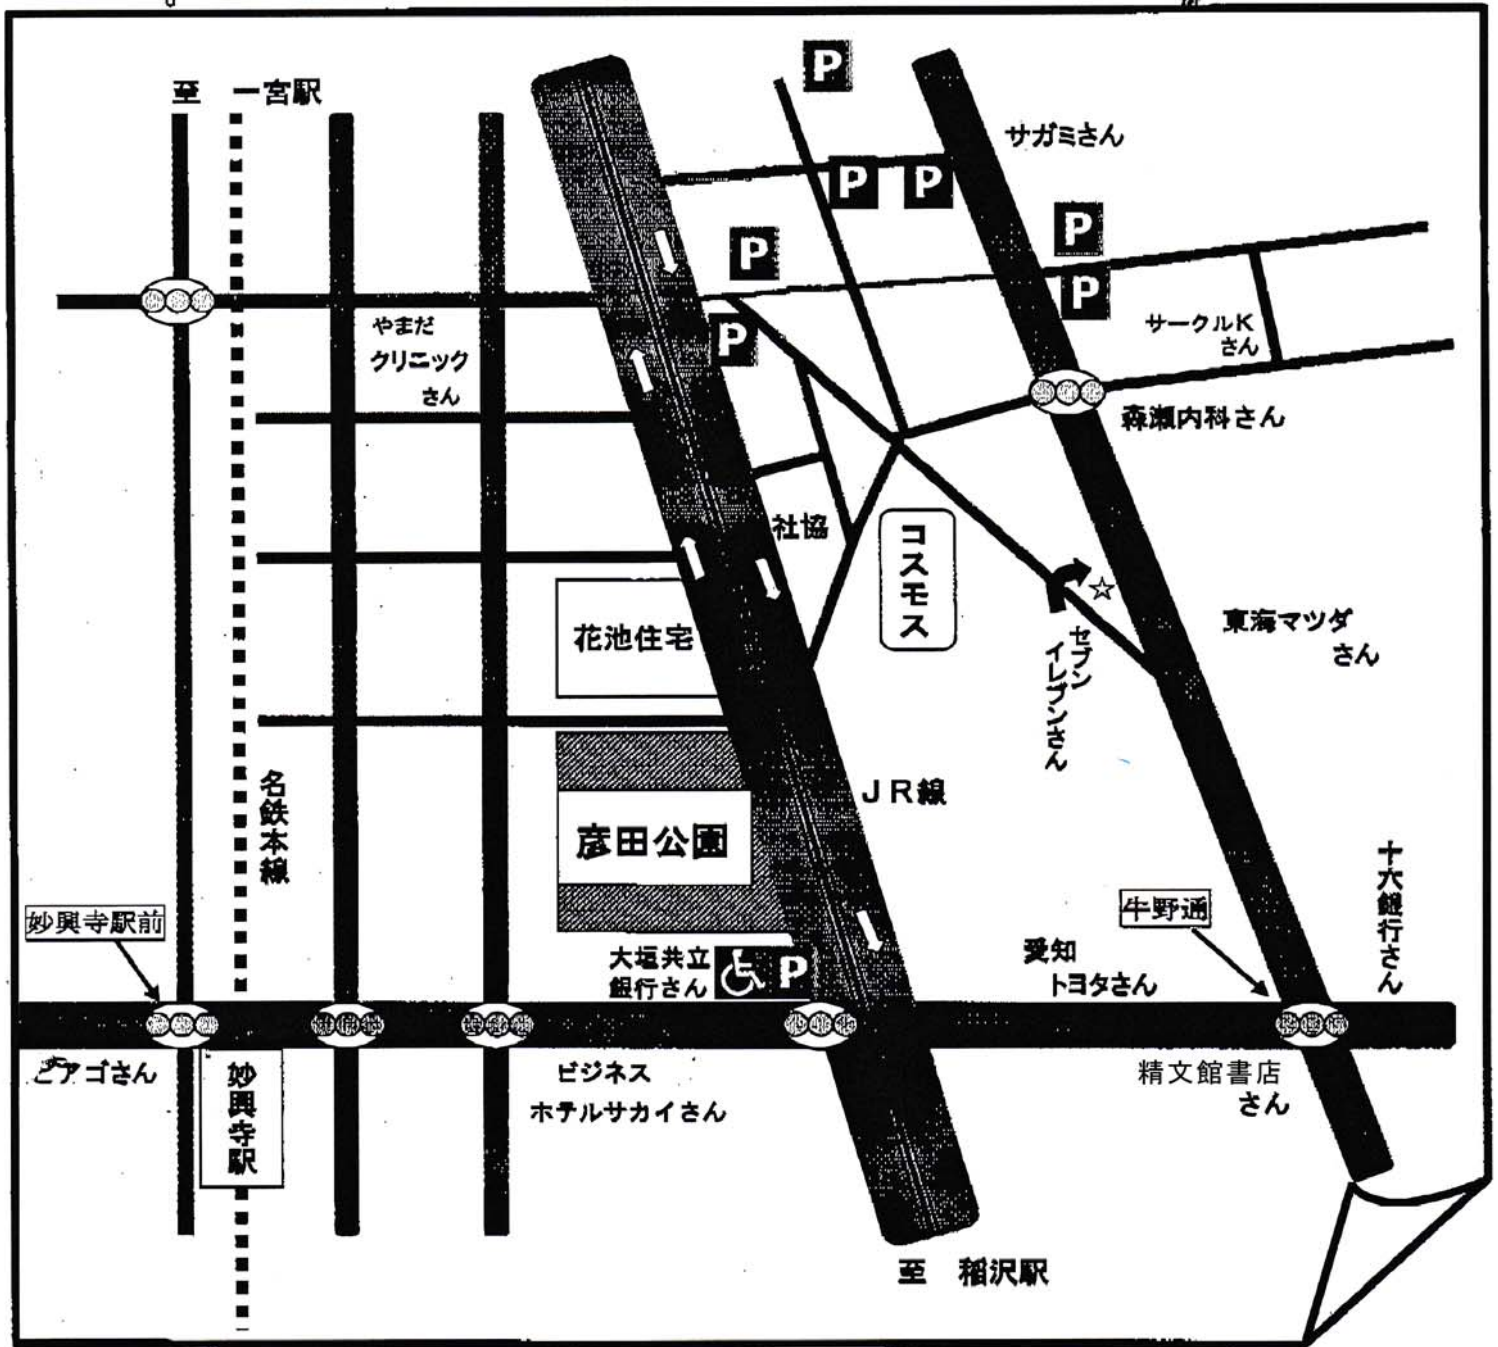 至 一宮駅
P
サガミさん
P P
P
P
P
P
やまだ
クリニック
さん
サークルK
さん
森瀬内科さん
社協
コスモス
☆
花池住宅
東海マツダ
さん
セブン
イレブンさん
名鉄本線
JR線
彦田公園
十六銀行さん
妙興寺駅前
牛野通
大垣共立
銀行さん
P
愛知
トヨタさん
ピアゴさん
妙興寺駅
ビジネス
ホテルサカイさん
精文館書店
さん
至 稲沢駅